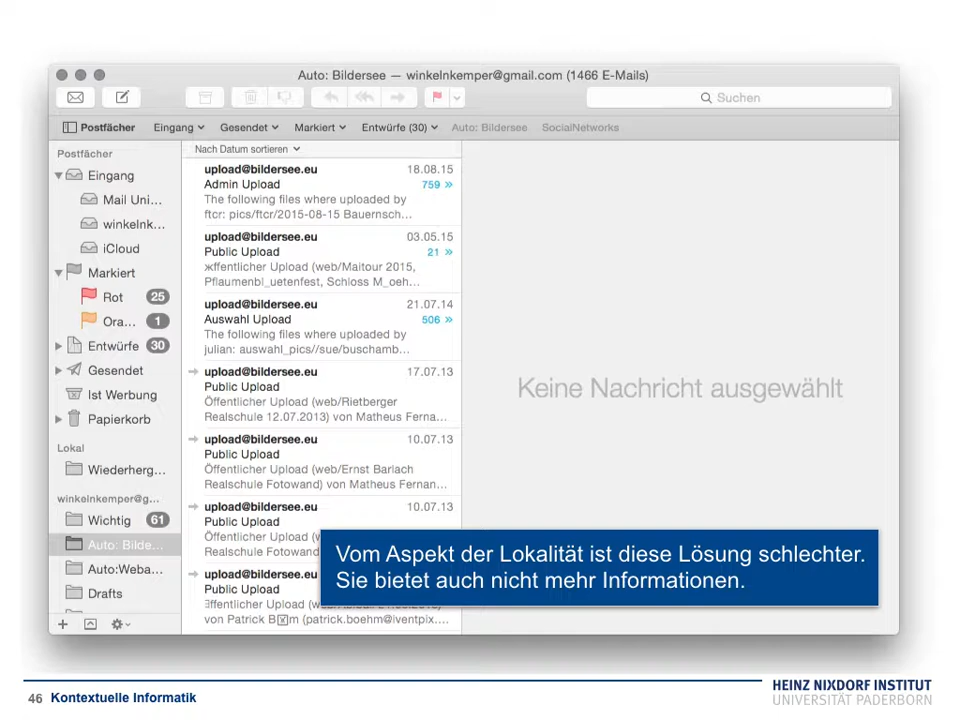 Auto: Bildersee — winkelnkemper@gmail.com (1466 E-Mails)
Suchen
Postfächer Eingang Gesendet Markiert Entwürfe (30) Auto: Bildersee SocialNetworks
Postfächer
Eingang
Mail Uni...
winkelnk...
iCloud
Markiert
Rot 25
Ora... 1
Entwürfe 30
Gesendet
Ist Werbung
Papierkorb
Lokal
Wiederherg...
winkelnkemper@g...
Wichtig 61
Auto: Bilde...
Auto:Weba...
Drafts
Nach Datum sortieren
upload@bildersee.eu 18.08.15
Admin Upload 759 »
The following files where uploaded by
ftcr: pics/ftcr/2015-08-15 Bauernsch...
upload@bildersee.eu 03.05.15
Public Upload 21 »
жffentlicher Upload (web/Maitour 2015,
Pflaumenbl_uetenfest, Schloss M_oeh...
upload@bildersee.eu 21.07.14
Auswahl Upload 506 »
The following files where uploaded by
julian: auswahl_pics//sue/buschamb...
upload@bildersee.eu 17.07.13
Public Upload
Öffentlicher Upload (web/Rietberger
Realschule 12.07.2013) von Matheus Ferna...
upload@bildersee.eu 10.07.13
Public Upload
Öffentlicher Upload (web/Ernst Barlach
Realschule Fotowand) von Matheus Fernan...
upload@bildersee.eu 10.07.13
Public Upload
Öffentlicher Upload (w
Realschule Fotowand
upload@bildersee.eu
Public Upload
von Patrick B m (patrick.boehm@iventpix....
Keine Nachricht ausgewählt
Vom Aspekt der Lokalität ist diese Lösung schlechter.
Sie bietet auch nicht mehr Informationen.
46 Kontextuelle Informatik
HEINZ NIXDORF INSTITUT
UNIVERSITÄT PADERBORN